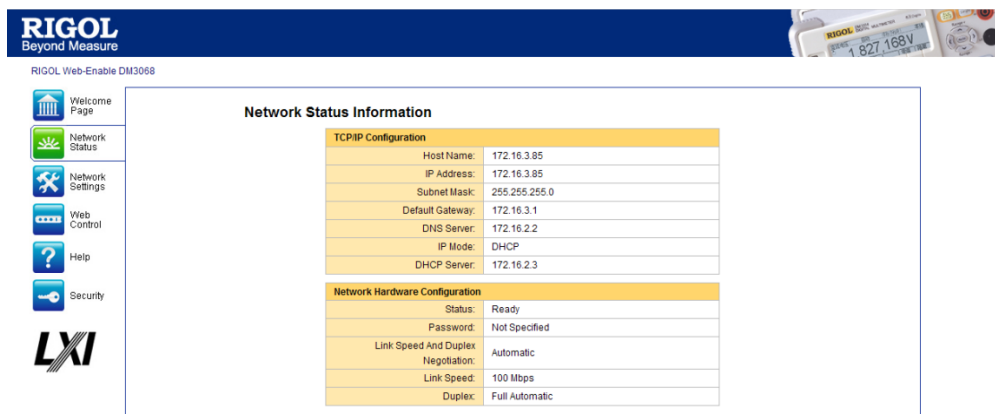 RIGOL
Beyond Measure
RIGOL
1 827 168V
RIGOL Web-Enable DM3068
Welcome
Page
Network
Status
Network
Settings
Web
Control
Help
Security
LXI
Network Status Information
TCP/IP Configuration
Host Name: 172.16.3.85
IP Address: 172.16.3.85
Subnet Mask: 255.255.255.0
Default Gateway: 172.16.3.1
DNS Server: 172.16.2.2
IP Mode: DHCP
DHCP Server: 172.16.2.3
Network Hardware Configuration
Status: Ready
Password: Not Specified
Link Speed And Duplex
Negotiation: Automatic
Link Speed: 100 Mbps
Duplex: Full Automatic